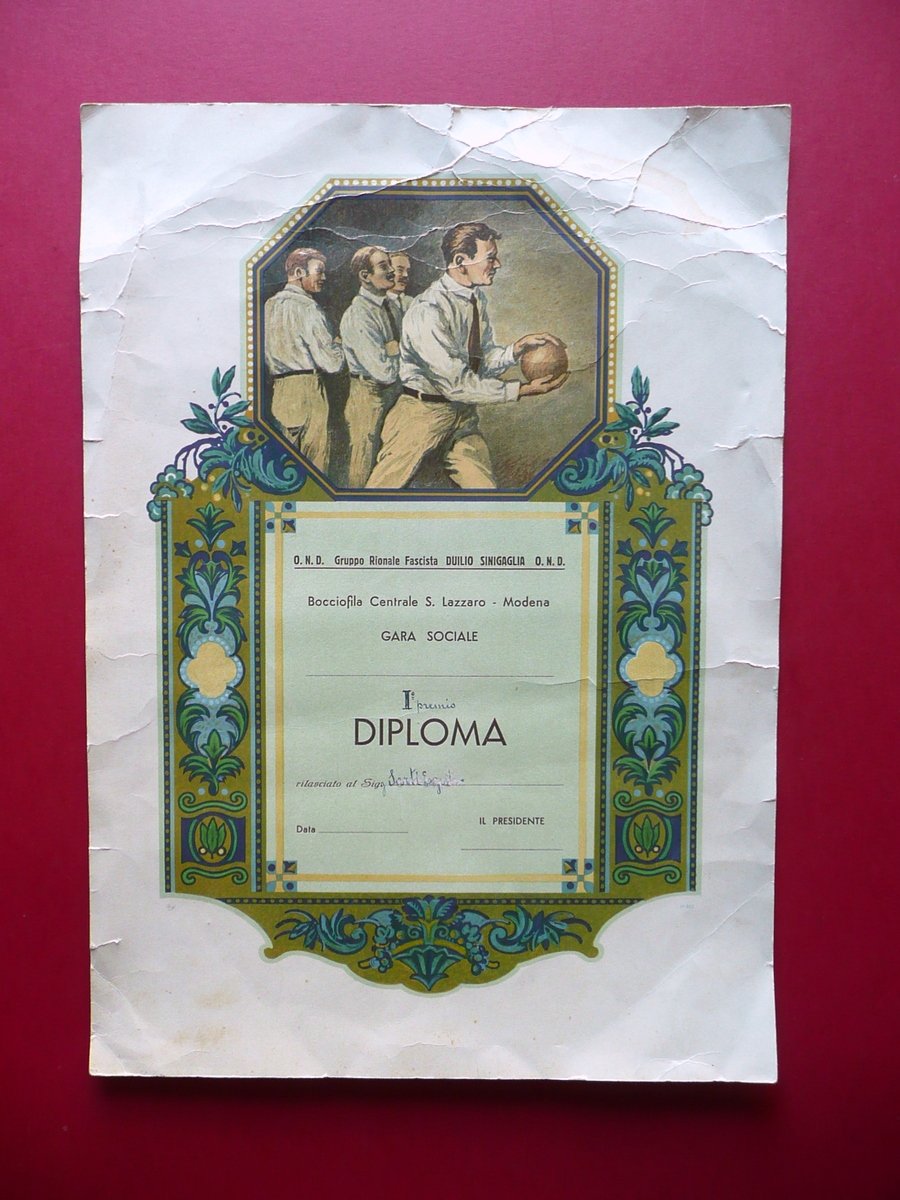 O. N. D. Gruppo Rionale Fascista DUILIO SINIGAGLIA O. N. D.
Bocciofila Centrale S. Lazzaro - Modena
GARA SOCIALE
I° premio
DIPLOMA
rilasciato al Sig.
Data
IL PRESIDENTE